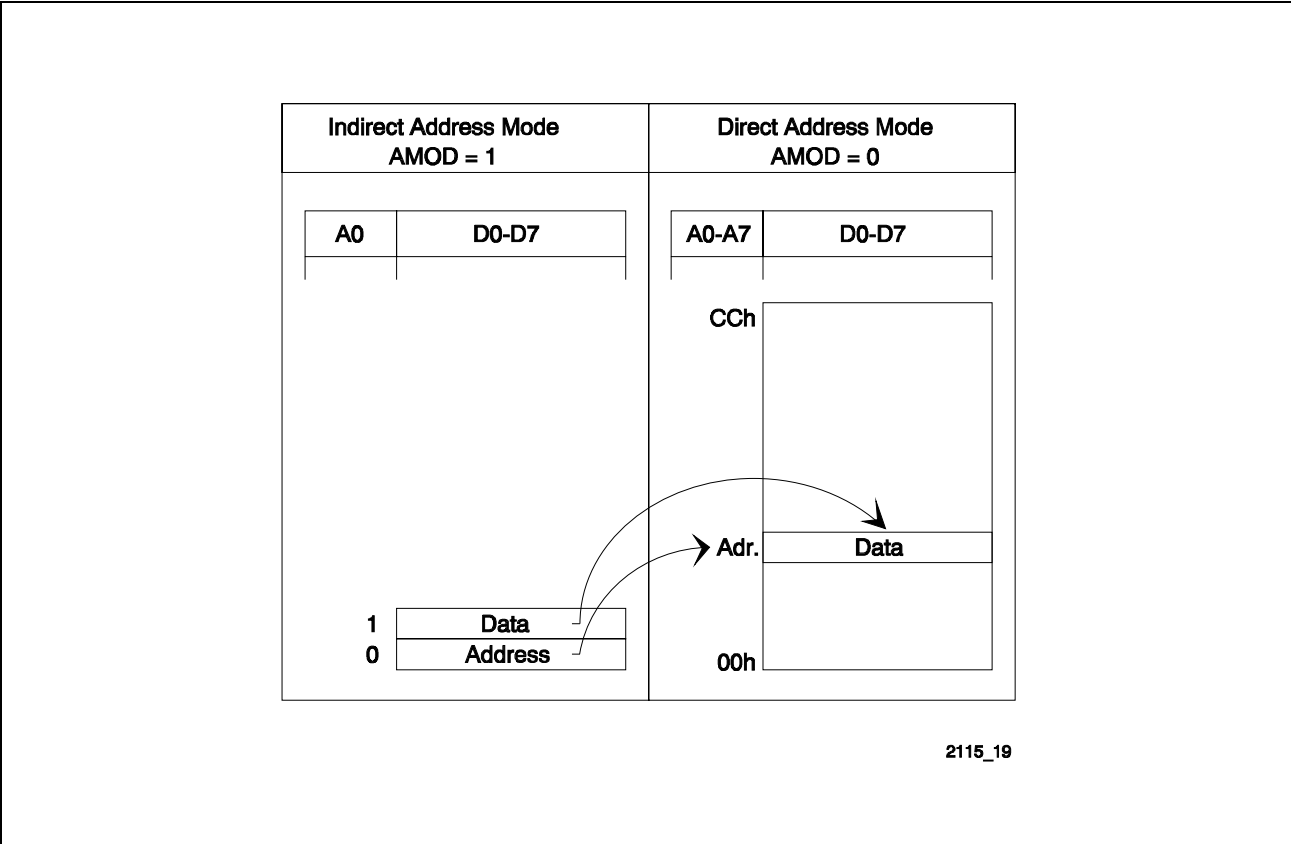 Indirect Address Mode
AMOD = 1
Direct Address Mode
AMOD = 0
A0 D0-D7
A0-A7 D0-D7
CCh
Adr. Data
1 Data
0 Address
00h
2115_19